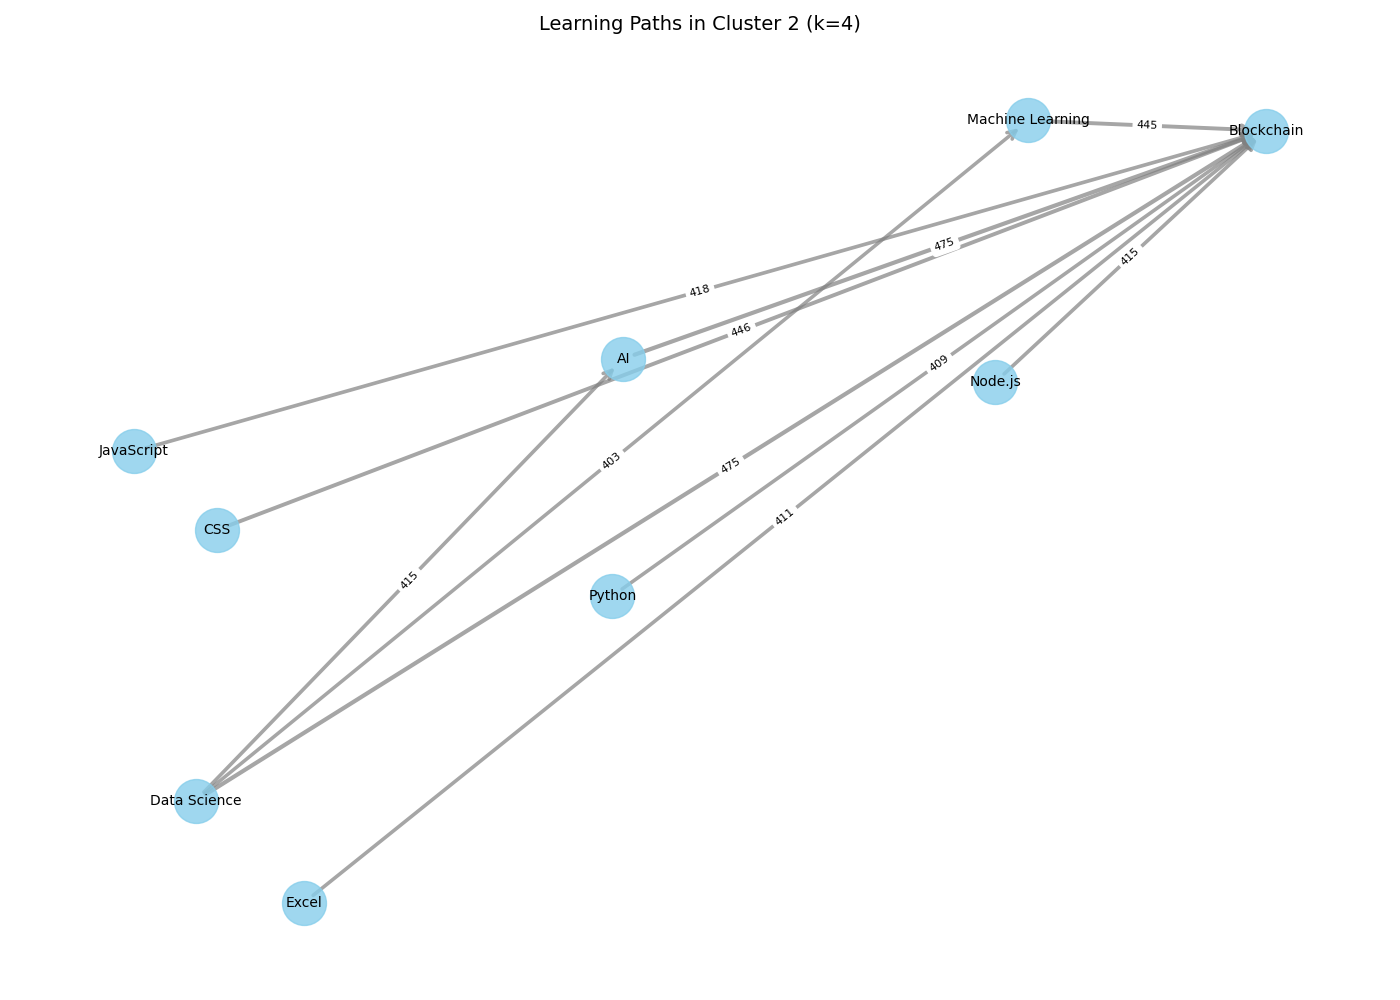 Learning Paths in Cluster 2 (k=4)
Machine Learning
445
Blockchain
475
415
418
446
AI
409
Node.js
JavaScript
403
475
411
CSS
415
Python
Data Science
Excel